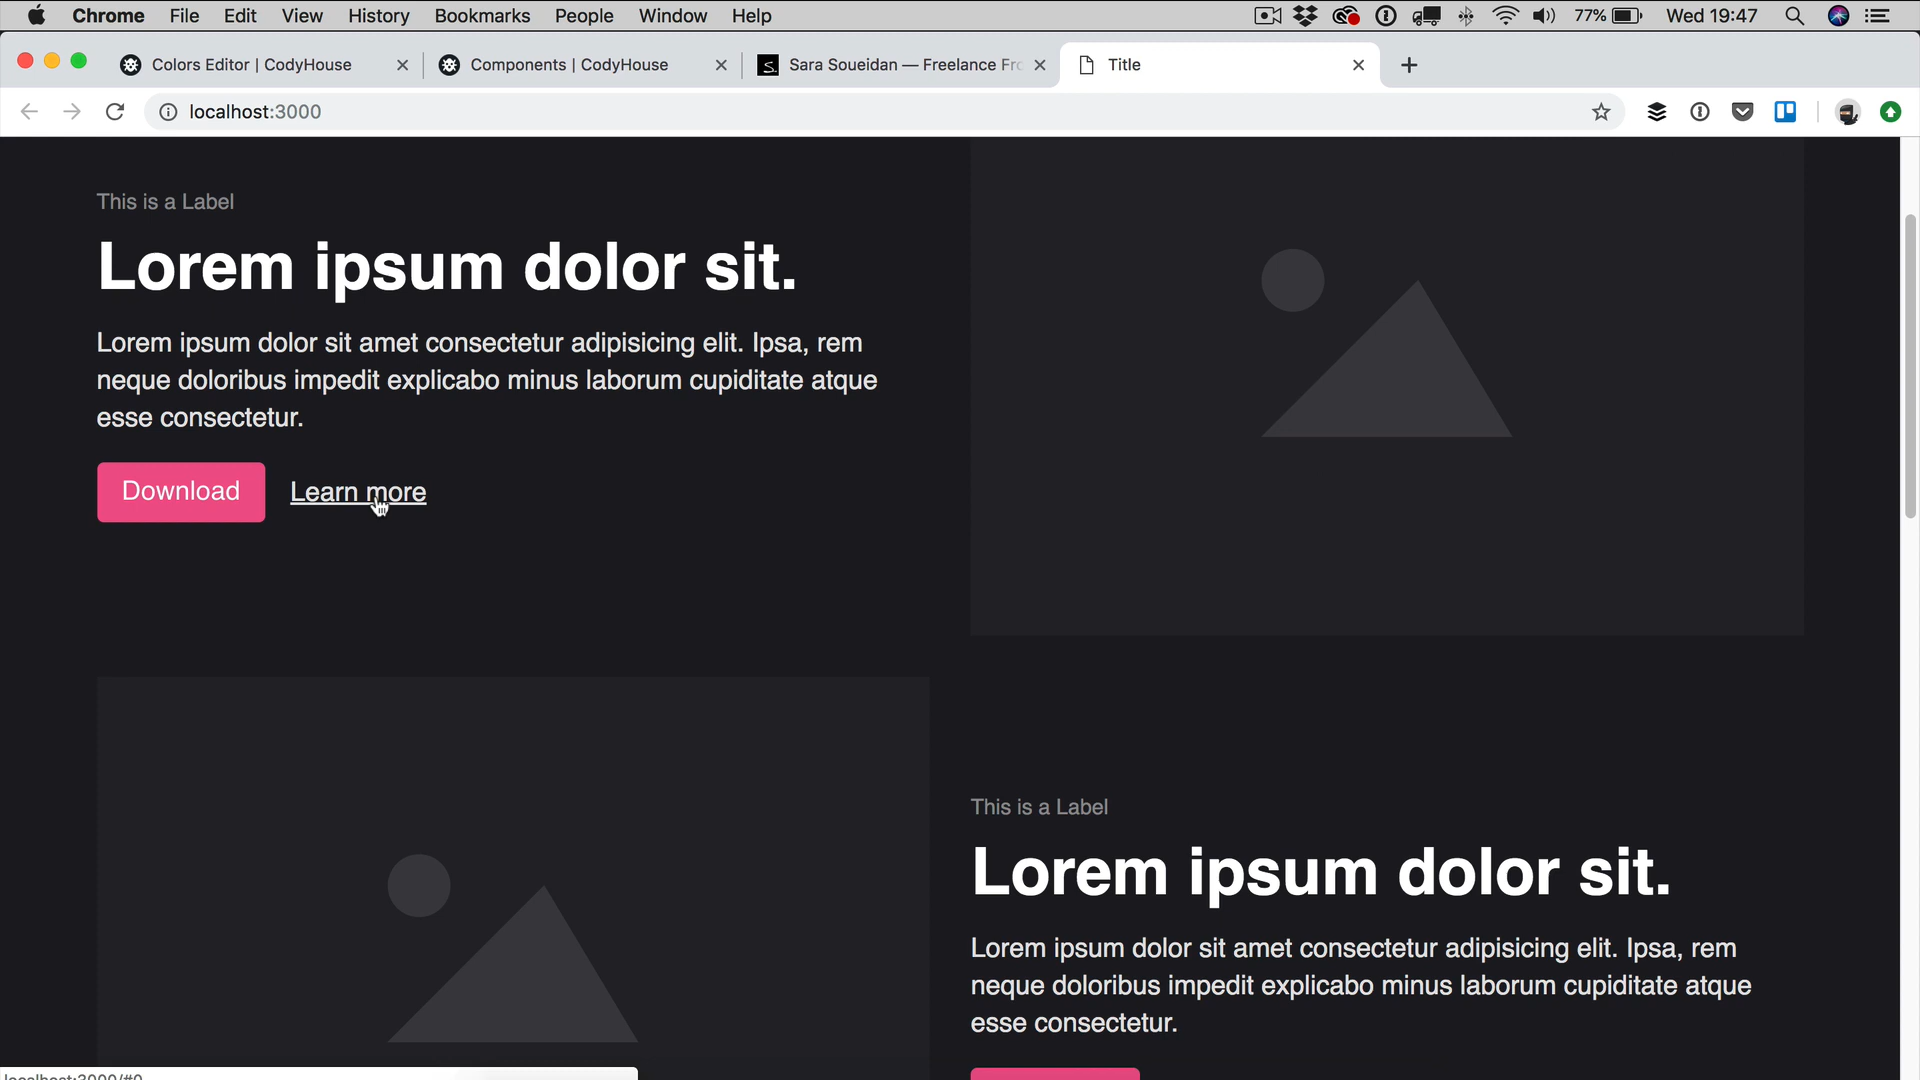 Chrome File Edit View History Bookmarks People Window Help 77% Wed 19:47
Colors Editor | CodyHouse Components | CodyHouse Sara Soueidan — Freelance Fro Title
localhost:3000
This is a Label
Lorem ipsum dolor sit.
Lorem ipsum dolor sit amet consectetur adipisicing elit. Ipsa, rem
neque doloribus impedit explicabo minus laborum cupiditate atque
esse consectetur.
Download Learn more
This is a Label
Lorem ipsum dolor sit.
Lorem ipsum dolor sit amet consectetur adipisicing elit. Ipsa, rem
neque doloribus impedit explicabo minus laborum cupiditate atque
esse consectetur.
localhost:3000/#0